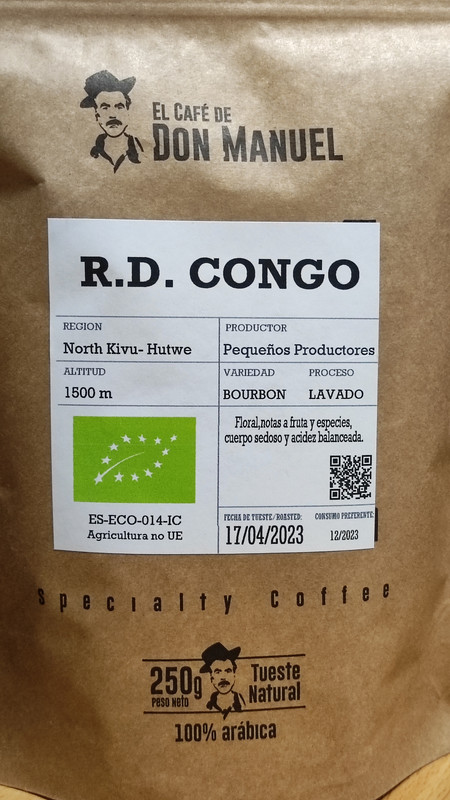 EL CAFÉ DE
DON MANUEL
R.D. CONGO
REGION
North Kivu- Hutwe
PRODUCTOR
Pequeños Productores
ALTITUD
1500 m
VARIEDAD
BOURBON
PROCESO
LAVADO
Floral,notas a fruta y especies,
cuerpo sedoso y acidez balanceada.
ES-ECO-014-IC
Agricultura no UE
FECHA DE TUESTE/ROASTED:
17/04/2023
CONSUMO PREFERENTE:
12/2023
Specialty Coffee
250g
PESO NETO
Tueste
Natural
100% arábica